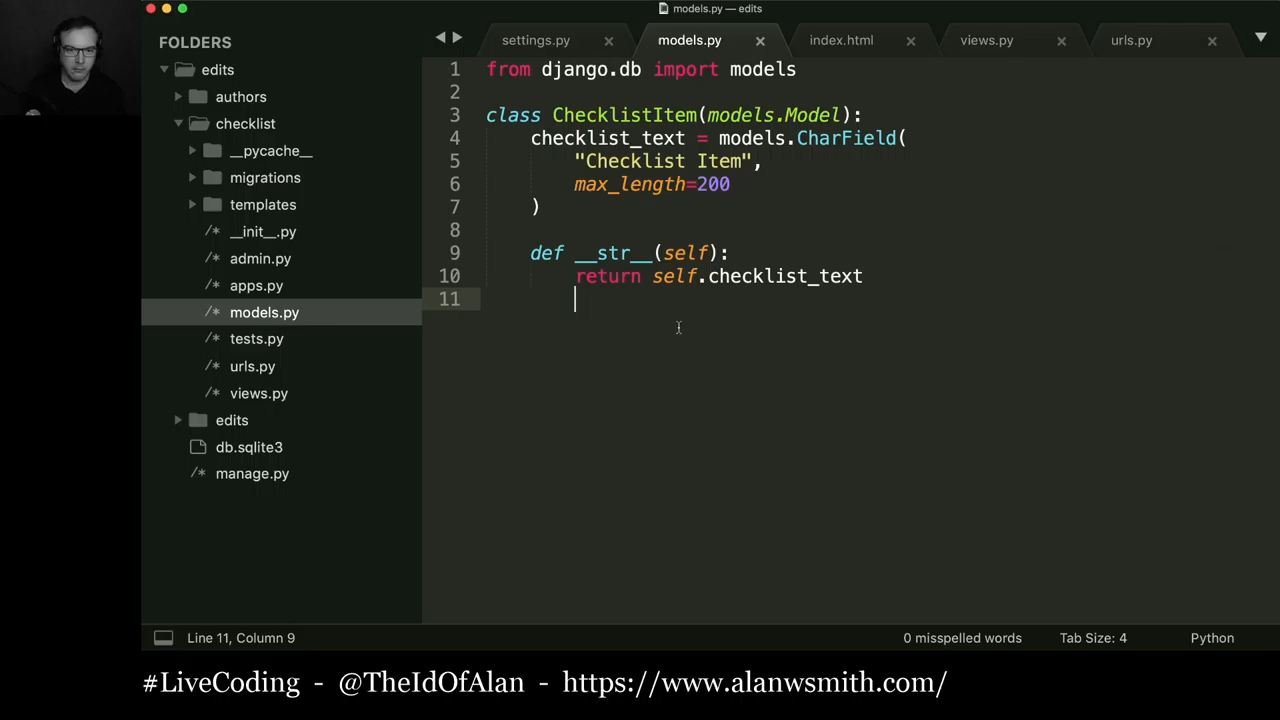 models.py — edits
FOLDERS
edits
authors
checklist
__pycache__
migrations
templates
/* __init__.py
/* admin.py
/* apps.py
/* models.py
/* tests.py
/* urls.py
/* views.py
edits
db.sqlite3
/* manage.py
settings.py × models.py × index.html × views.py × urls.py ×
1 from django.db import models
2
3 class ChecklistItem(models.Model):
4     checklist_text = models.CharField(
5         "Checklist Item",
6         max_length=200
7     )
8
9     def __str__(self):
10         return self.checklist_text
11
Line 11, Column 9 0 misspelled words Tab Size: 4 Python
#LiveCoding - @TheIdOfAlan - https://www.alanwsmith.com/